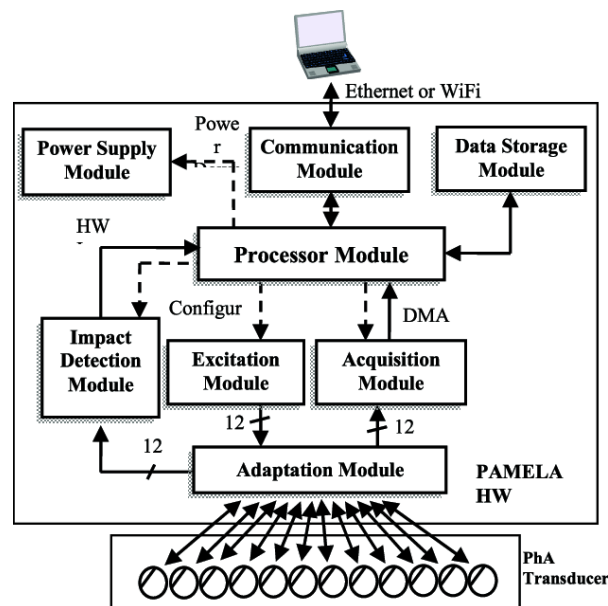 Ethernet or WiFi
Powe
r
Power Supply
Module
Communication
Module
Data Storage
Module
HW
Processor Module
Configur
DMA
Impact
Detection
Module
Excitation
Module
Acquisition
Module
12
12
12
Adaptation Module
PAMELA
HW
PhA
Transducer